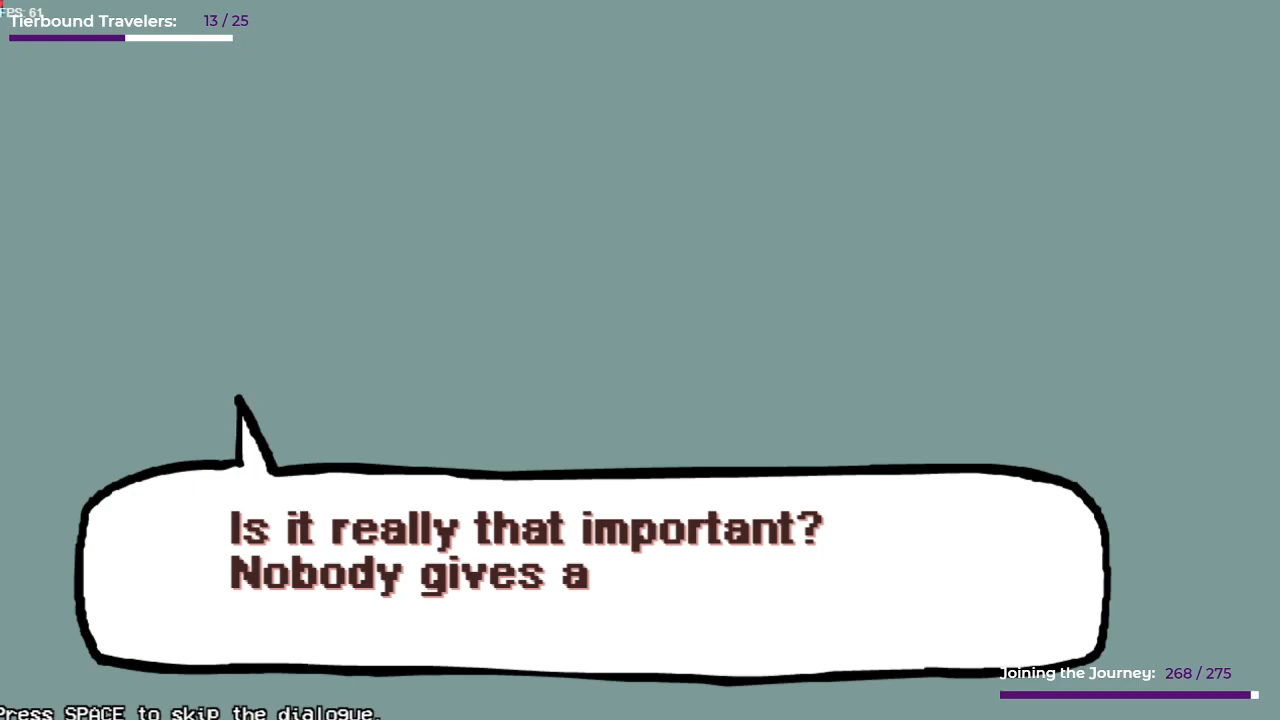 FPS: 61
Tierbound Travelers: 13 / 25
Is it really that important?
Nobody gives a
Joining the Journey: 268 / 275
Press SPACE to skip the dialogue.